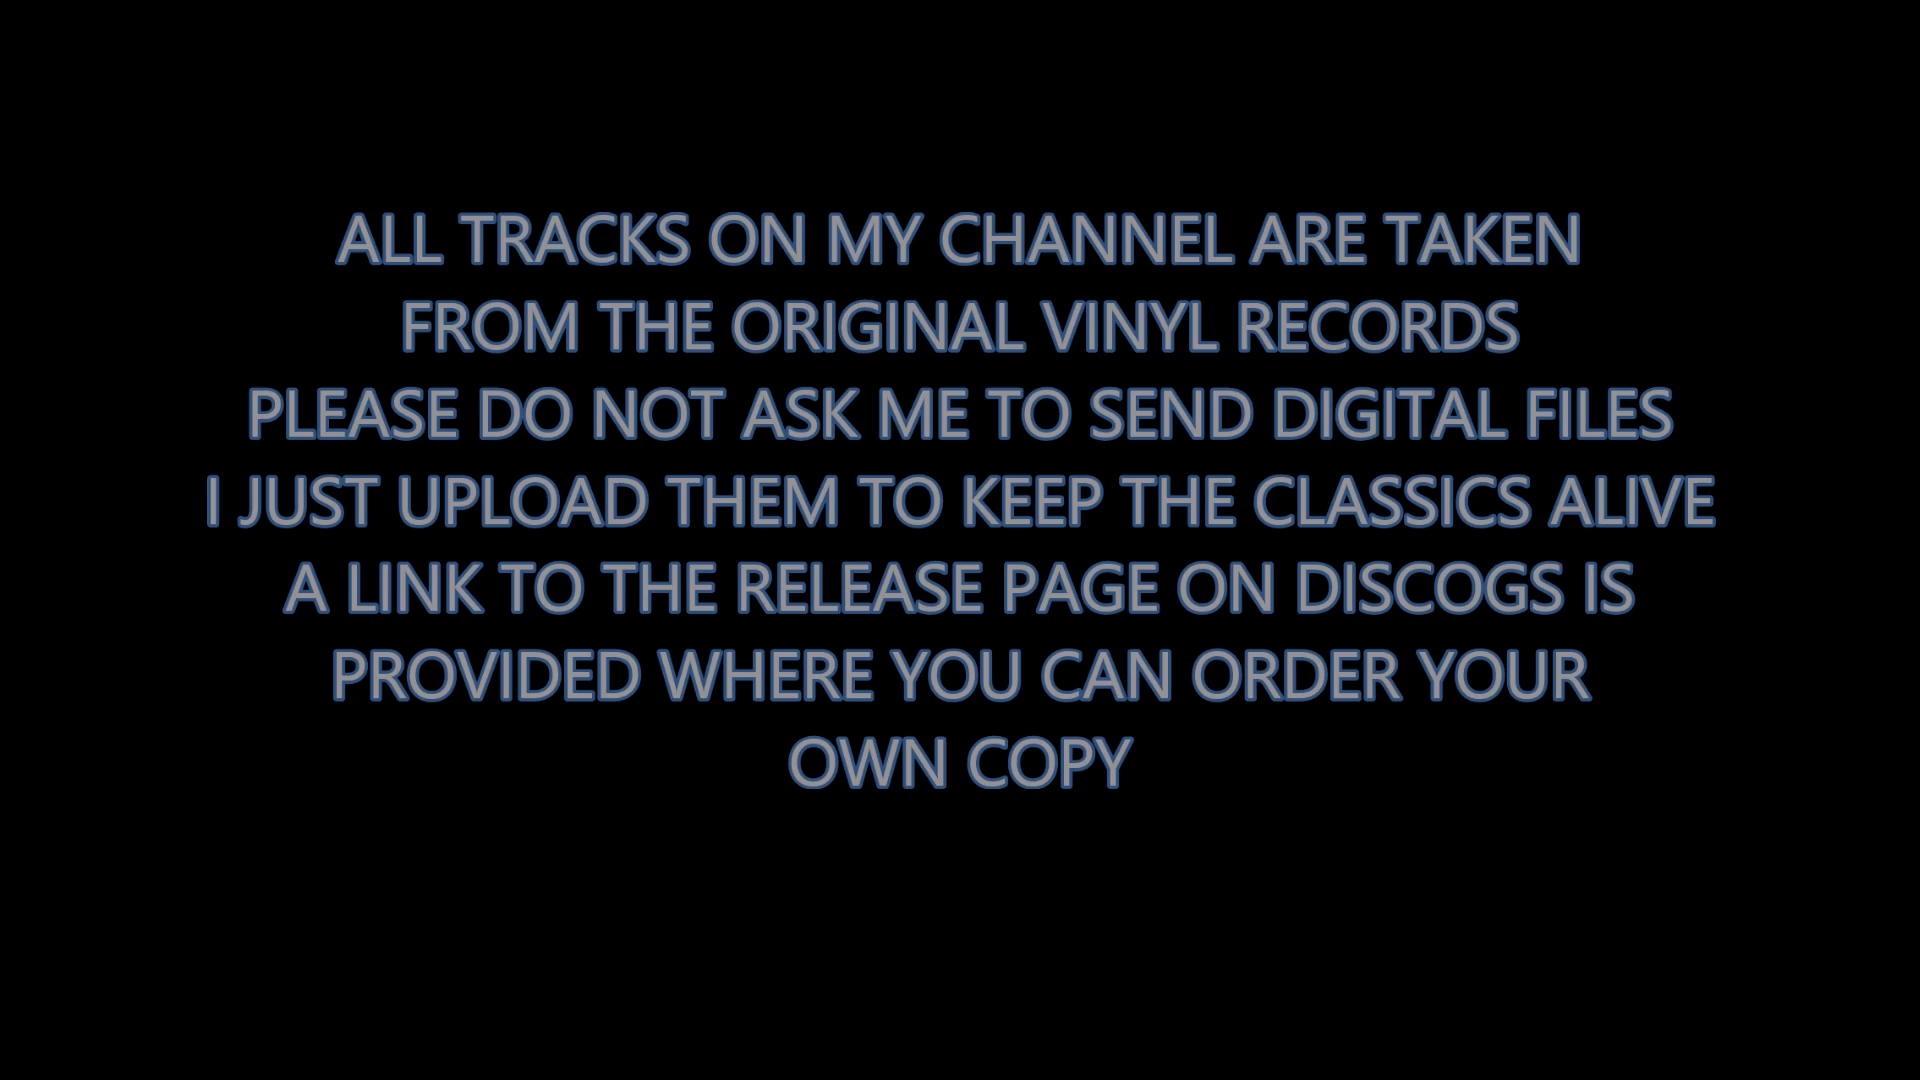 ALL TRACKS ON MY CHANNEL ARE TAKEN
FROM THE ORIGINAL VINYL RECORDS
PLEASE DO NOT ASK ME TO SEND DIGITAL FILES
I JUST UPLOAD THEM TO KEEP THE CLASSICS ALIVE
A LINK TO THE RELEASE PAGE ON DISCOGS IS
PROVIDED WHERE YOU CAN ORDER YOUR
OWN COPY